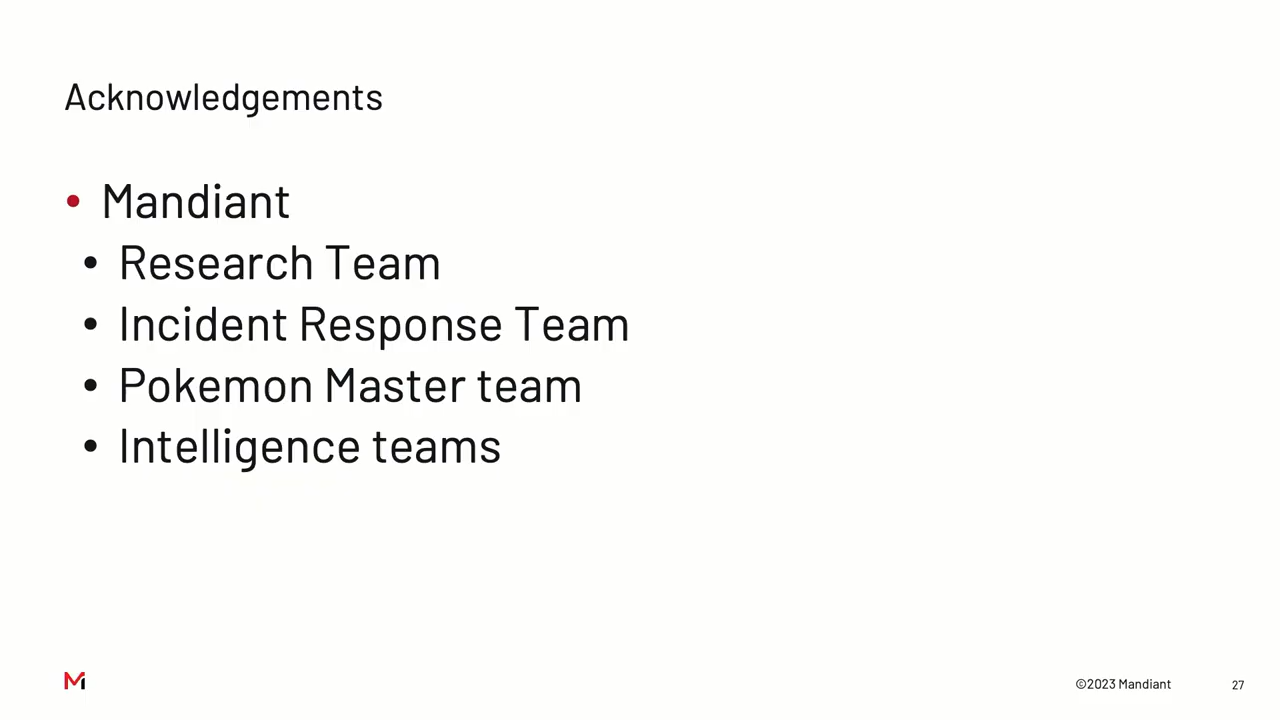 Acknowledgements
• Mandiant
• Research Team
• Incident Response Team
• Pokemon Master team
• Intelligence teams
©2023 Mandiant 27